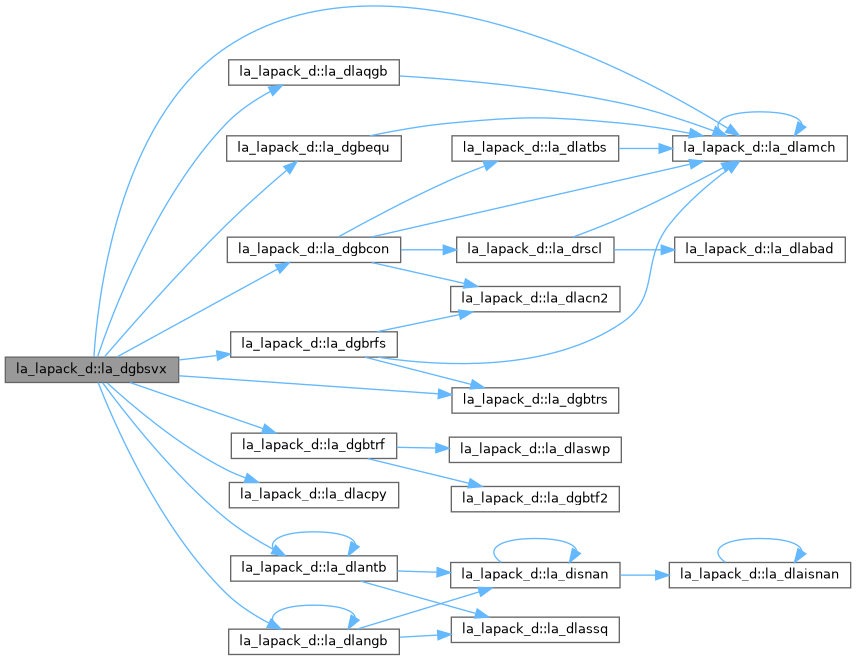 la_lapack_d::la_dlaqgb
la_lapack_d::la_dgbequ
la_lapack_d::la_dlatbs
la_lapack_d::la_dlamch
la_lapack_d::la_dgbcon
la_lapack_d::la_drscl
la_lapack_d::la_dlabad
la_lapack_d::la_dlacn2
la_lapack_d::la_dgbrfs
la_lapack_d::la_dgbsvx
la_lapack_d::la_dgbtrs
la_lapack_d::la_dgbtrf
la_lapack_d::la_dlaswp
la_lapack_d::la_dlacpy
la_lapack_d::la_dgbtf2
la_lapack_d::la_dlantb
la_lapack_d::la_disnan
la_lapack_d::la_dlaisnan
la_lapack_d::la_dlassq
la_lapack_d::la_dlangb